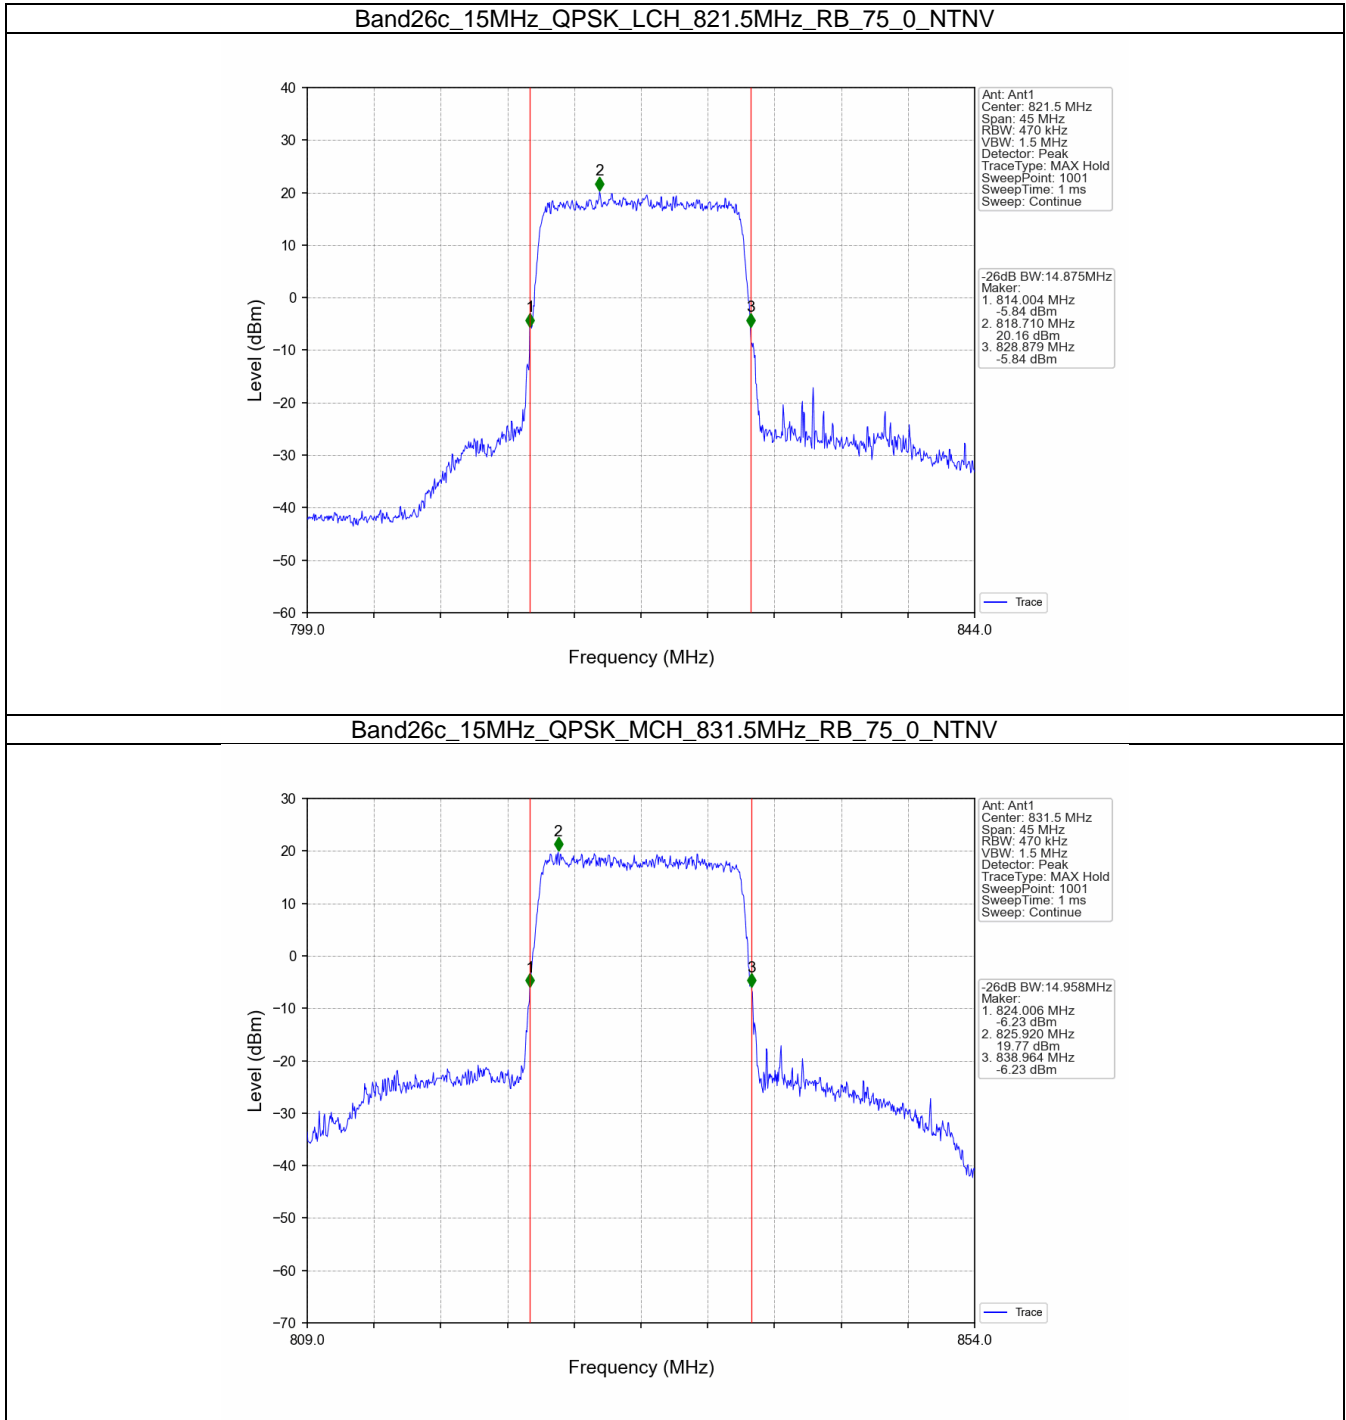 Band26c_15MHz_QPSK_LCH_821.5MHz_RB_75_0_NTNV
40
30
20
10
0
−10
−20
−30
−40
−50
−60
Level (dBm)
1
2
3
799.0
844.0
Frequency (MHz)
Ant: Ant1
Center: 821.5 MHz
Span: 45 MHz
RBW: 470 kHz
VBW: 1.5 MHz
Detector: Peak
TraceType: MAX Hold
SweepPoint: 1001
SweepTime: 1 ms
Sweep: Continue
-26dB BW:14.875MHz
Maker:
1. 814.004 MHz
-5.84 dBm
2. 818.710 MHz
20.16 dBm
3. 828.879 MHz
-5.84 dBm
Trace
Band26c_15MHz_QPSK_MCH_831.5MHz_RB_75_0_NTNV
30
20
10
0
−10
−20
−30
−40
−50
−60
−70
Level (dBm)
1
2
3
809.0
854.0
Frequency (MHz)
Ant: Ant1
Center: 831.5 MHz
Span: 45 MHz
RBW: 470 kHz
VBW: 1.5 MHz
Detector: Peak
TraceType: MAX Hold
SweepPoint: 1001
SweepTime: 1 ms
Sweep: Continue
-26dB BW:14.958MHz
Maker:
1. 824.006 MHz
-6.23 dBm
2. 825.920 MHz
19.77 dBm
3. 838.964 MHz
-6.23 dBm
Trace